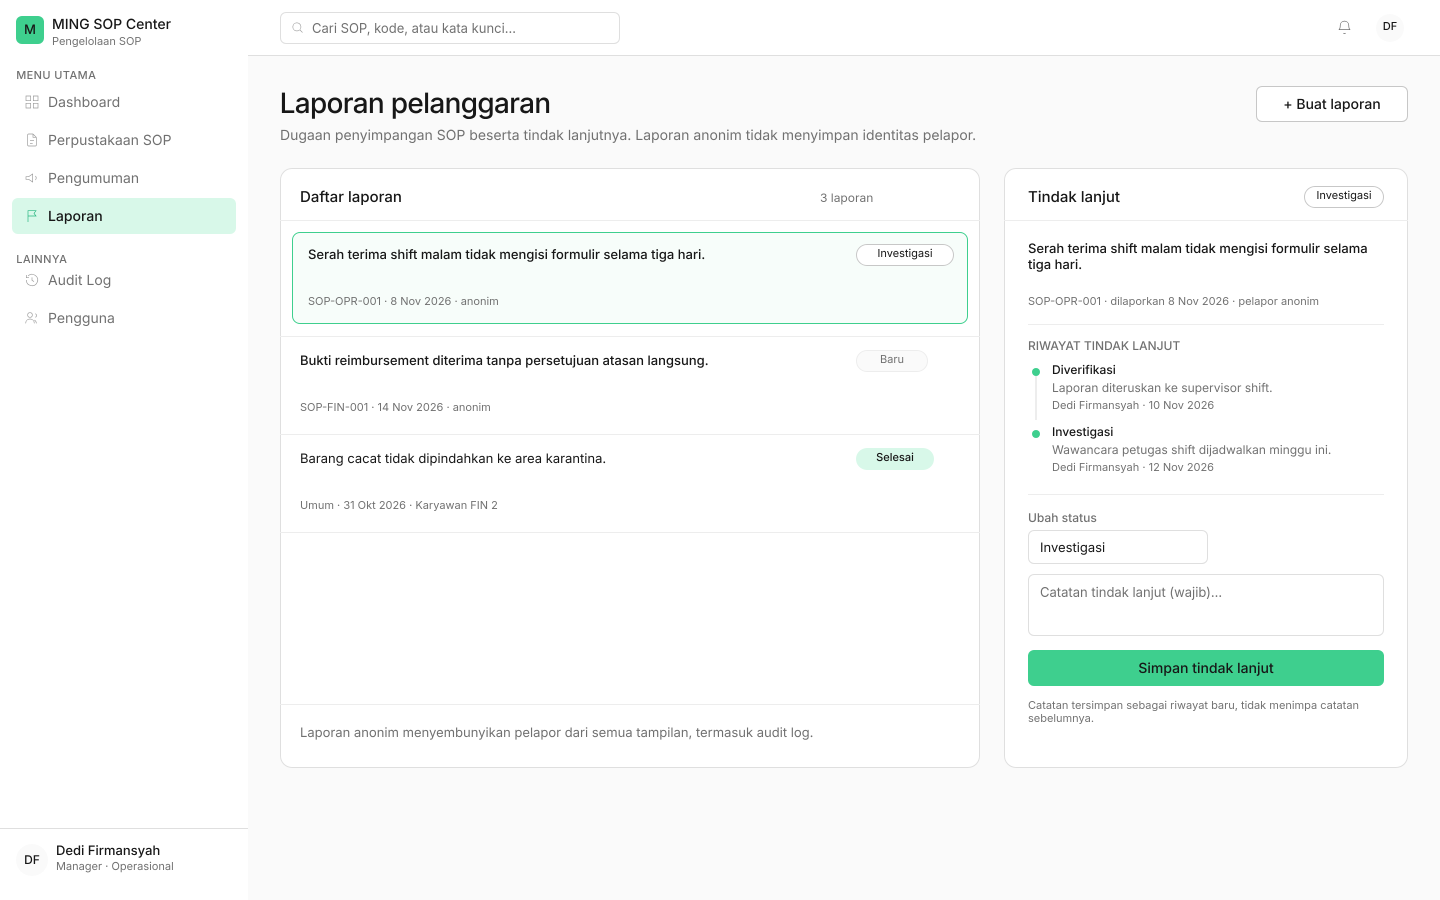 M
MING SOP Center
Pengelolaan SOP
MENU UTAMA
Dashboard
Perpustakaan SOP
Pengumuman
Laporan
LAINNYA
Audit Log
Pengguna
DF
Dedi Firmansyah
Manager · Operasional
Cari SOP, kode, atau kata kunci...
DF
Laporan pelanggaran
Dugaan penyimpangan SOP beserta tindak lanjutnya. Laporan anonim tidak menyimpan identitas pelapor.
+ Buat laporan
Daftar laporan
3 laporan
Serah terima shift malam tidak mengisi formulir selama tiga hari.
Investigasi
SOP-OPR-001 · 8 Nov 2026 · anonim
Bukti reimbursement diterima tanpa persetujuan atasan langsung.
Baru
SOP-FIN-001 · 14 Nov 2026 · anonim
Barang cacat tidak dipindahkan ke area karantina.
Selesai
Umum · 31 Okt 2026 · Karyawan FIN 2
Laporan anonim menyembunyikan pelapor dari semua tampilan, termasuk audit log.
Tindak lanjut
Investigasi
Serah terima shift malam tidak mengisi formulir selama
tiga hari.
SOP-OPR-001 · dilaporkan 8 Nov 2026 · pelapor anonim
RIWAYAT TINDAK LANJUT
Diverifikasi
Laporan diteruskan ke supervisor shift.
Dedi Firmansyah · 10 Nov 2026
Investigasi
Wawancara petugas shift dijadwalkan minggu ini.
Dedi Firmansyah · 12 Nov 2026
Ubah status
Investigasi
Catatan tindak lanjut (wajib)...
Simpan tindak lanjut
Catatan tersimpan sebagai riwayat baru, tidak menimpa catatan
sebelumnya.